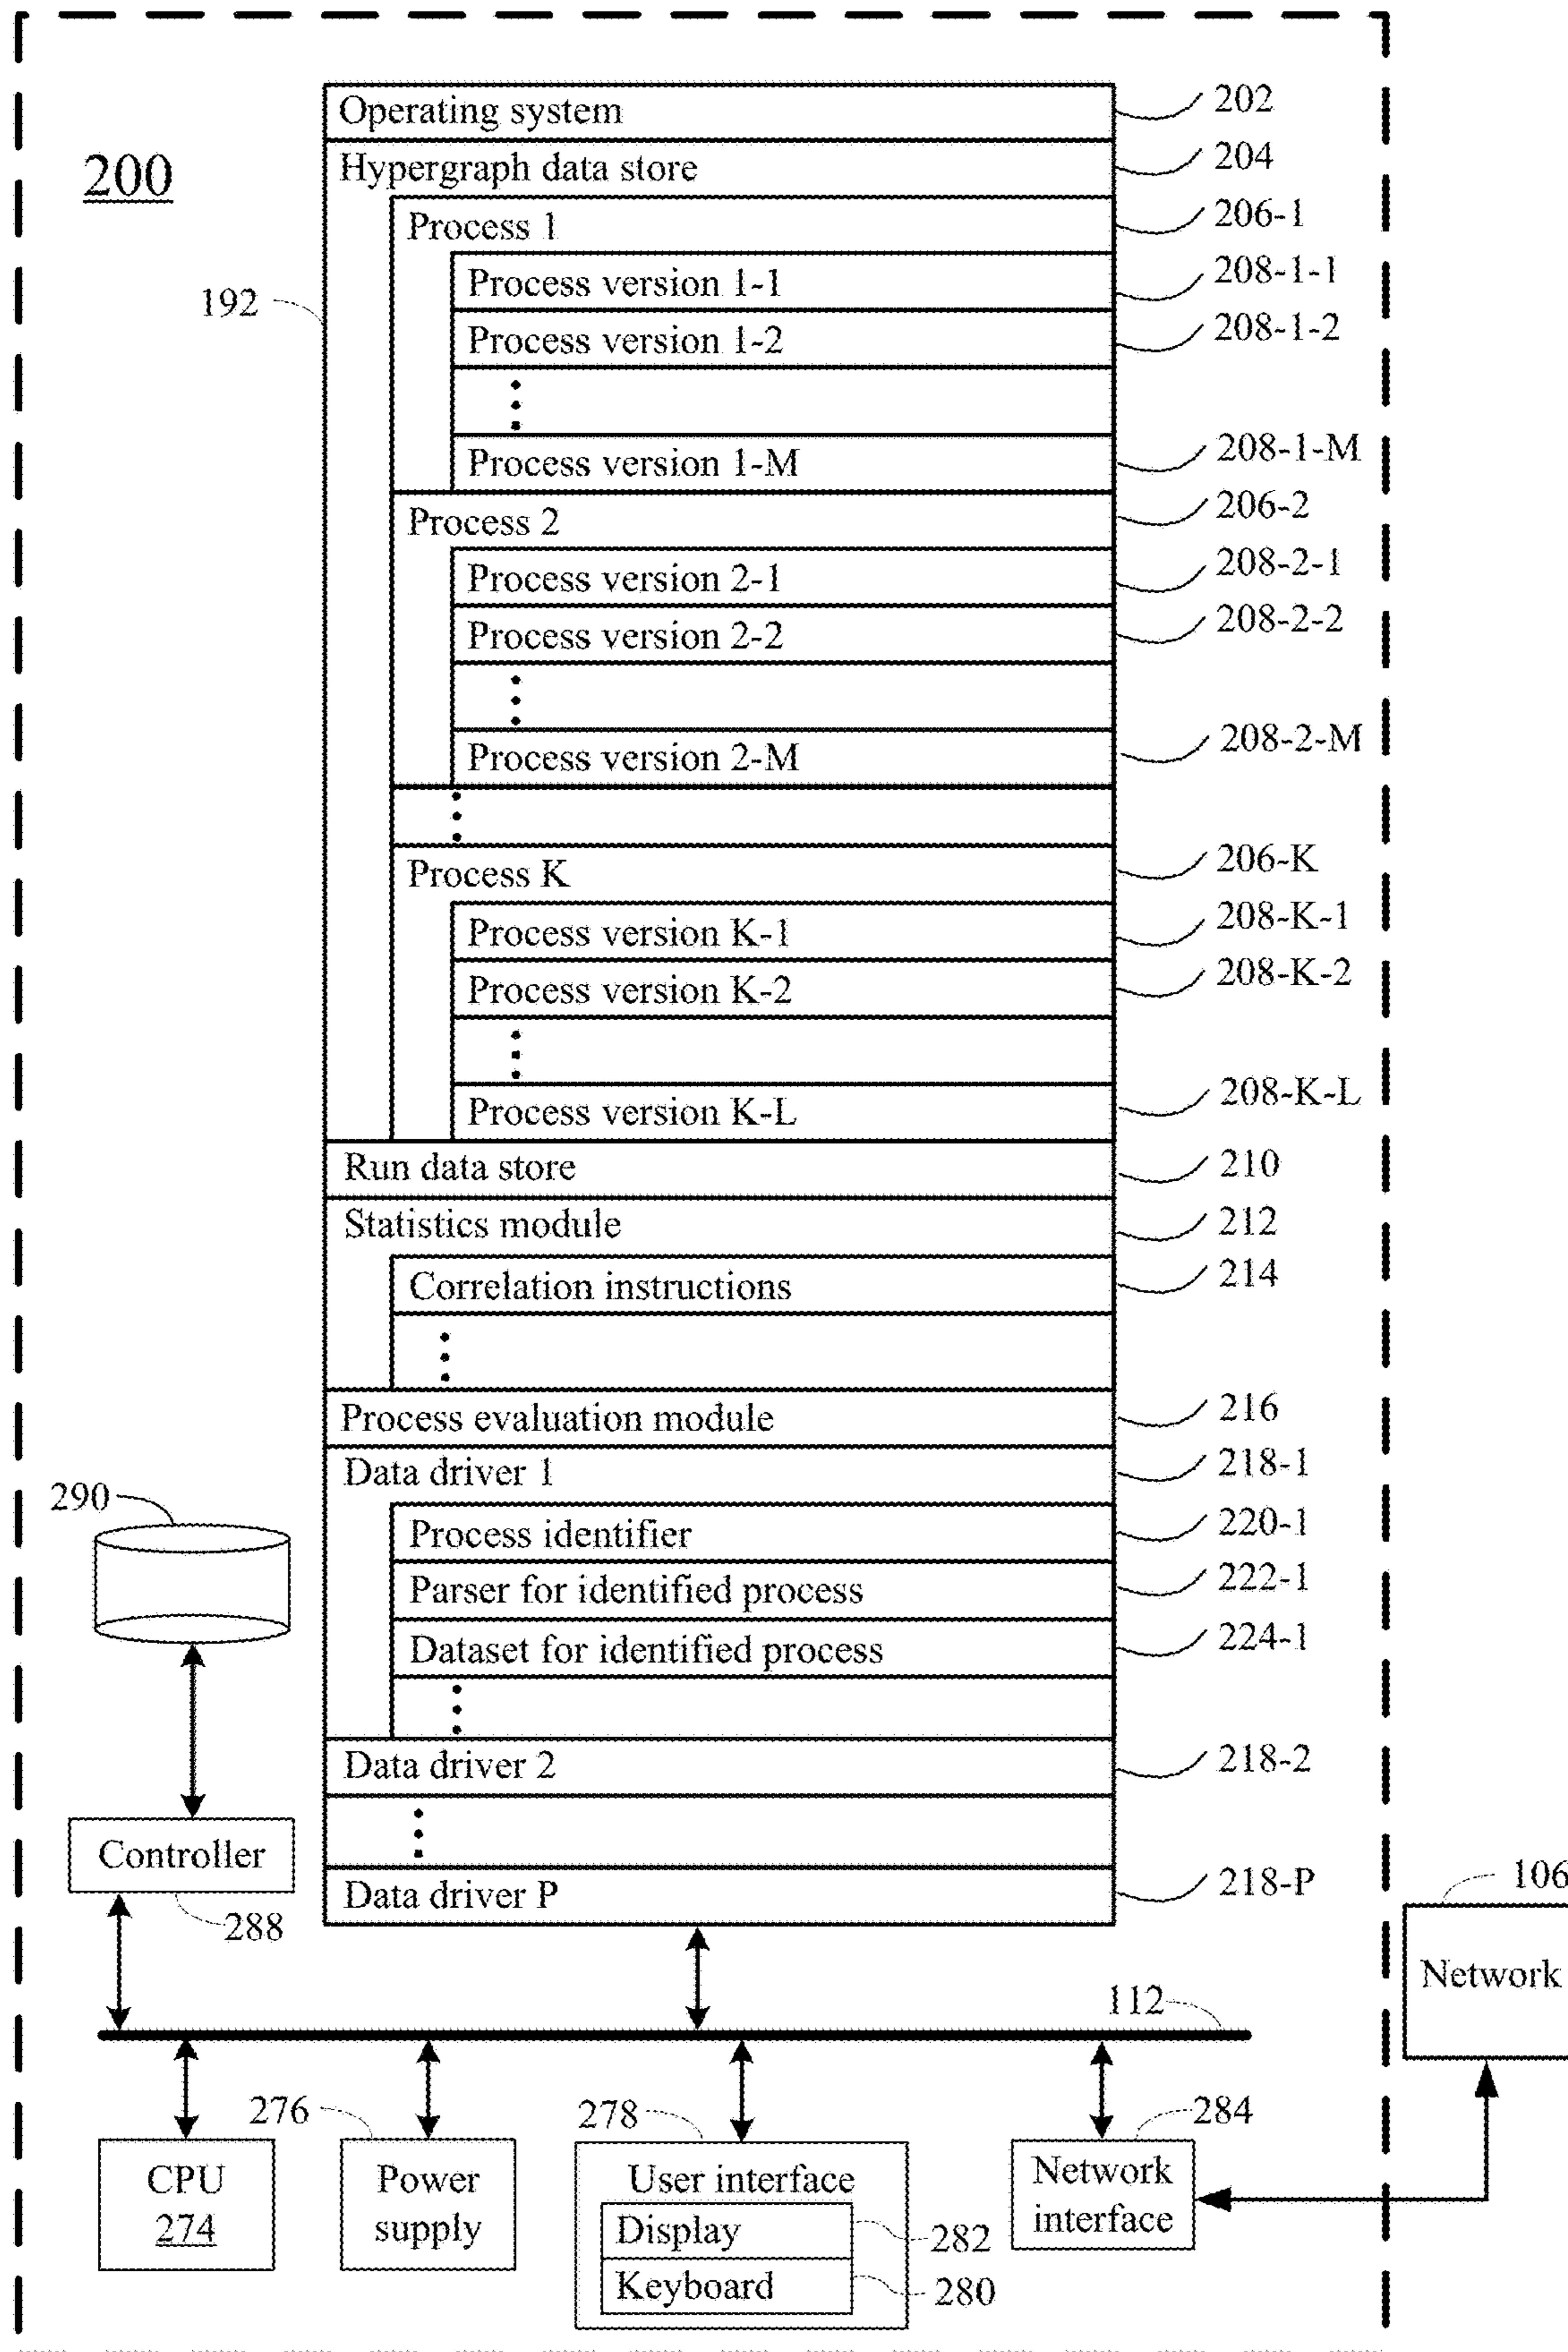 Operating system 202
200
Hypergraph data store 204
Process 1 206-1
192
Process version 1-1 208-1-1
Process version 1-2 208-1-2
Process version 1-M 208-1-M
Process 2 206-2
Process version 2-1 208-2-1
Process version 2-2 208-2-2
Process version 2-M 208-2-M
Process K 206-K
Process version K-1 208-K-1
Process version K-2 208-K-2
Process version K-L 208-K-L
Run data store 210
Statistics module 212
Correlation instructions 214
Process evaluation module 216
Data driver 1 218-1
290
Process identifier 220-1
Parser for identified process 222-1
Dataset for identified process 224-1
Data driver 2 218-2
Controller
288
Data driver P 218-P
106
Network
112
276
278
284
CPU
274
Power
supply
User interface
Display 282
Keyboard 280
Network
interface